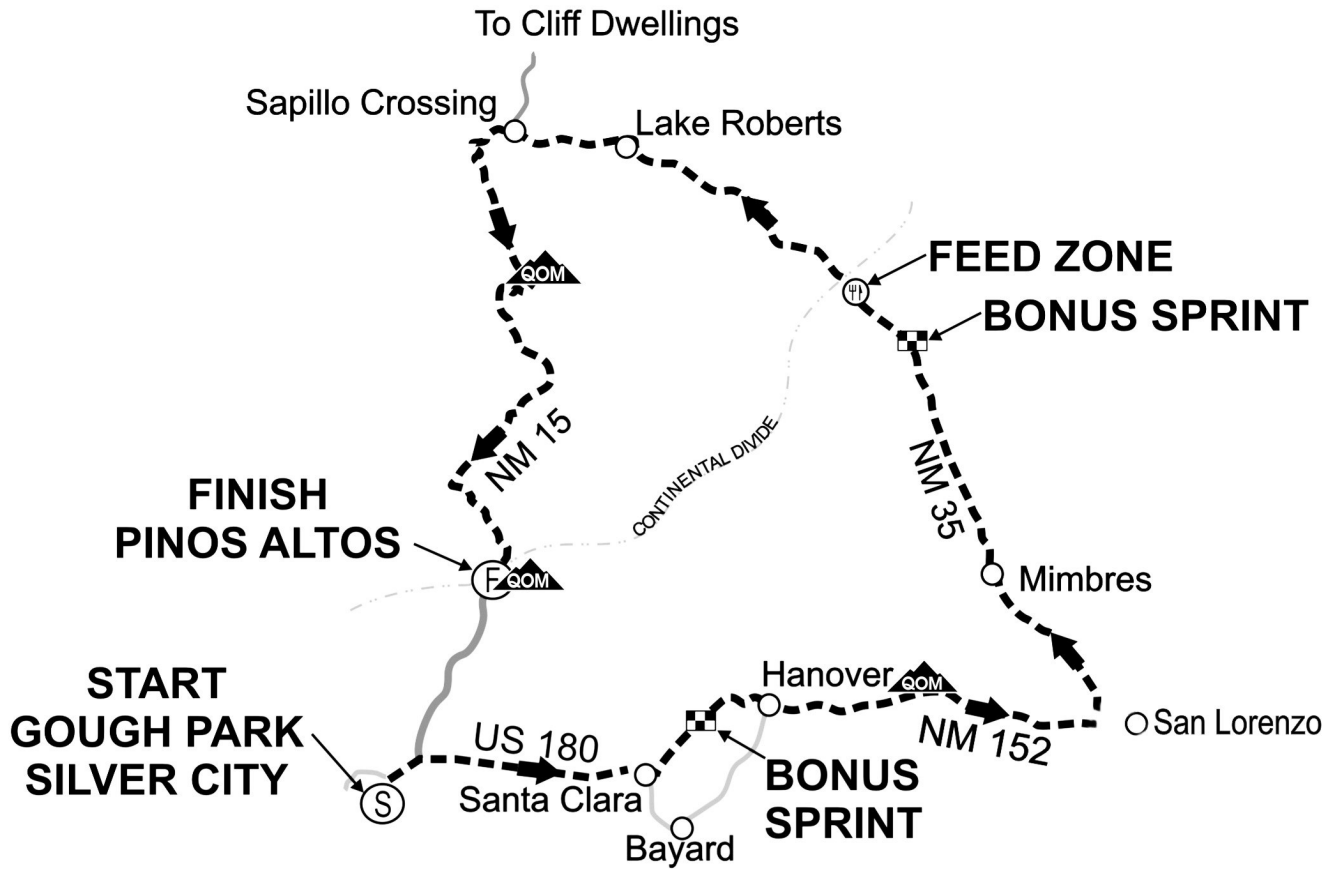 To Cliff Dwellings
Sapillo Crossing
Lake Roberts
FEED ZONE
BONUS SPRINT
QOM
NM 15
CONTINENTAL DIVIDE
NM 35
FINISH
PINOS ALTOS
F
QOM
Mimbres
START
GOUGH PARK
SILVER CITY
S
US 180
Santa Clara
Bayard
Hanover
QOM
NM 152
San Lorenzo
BONUS
SPRINT